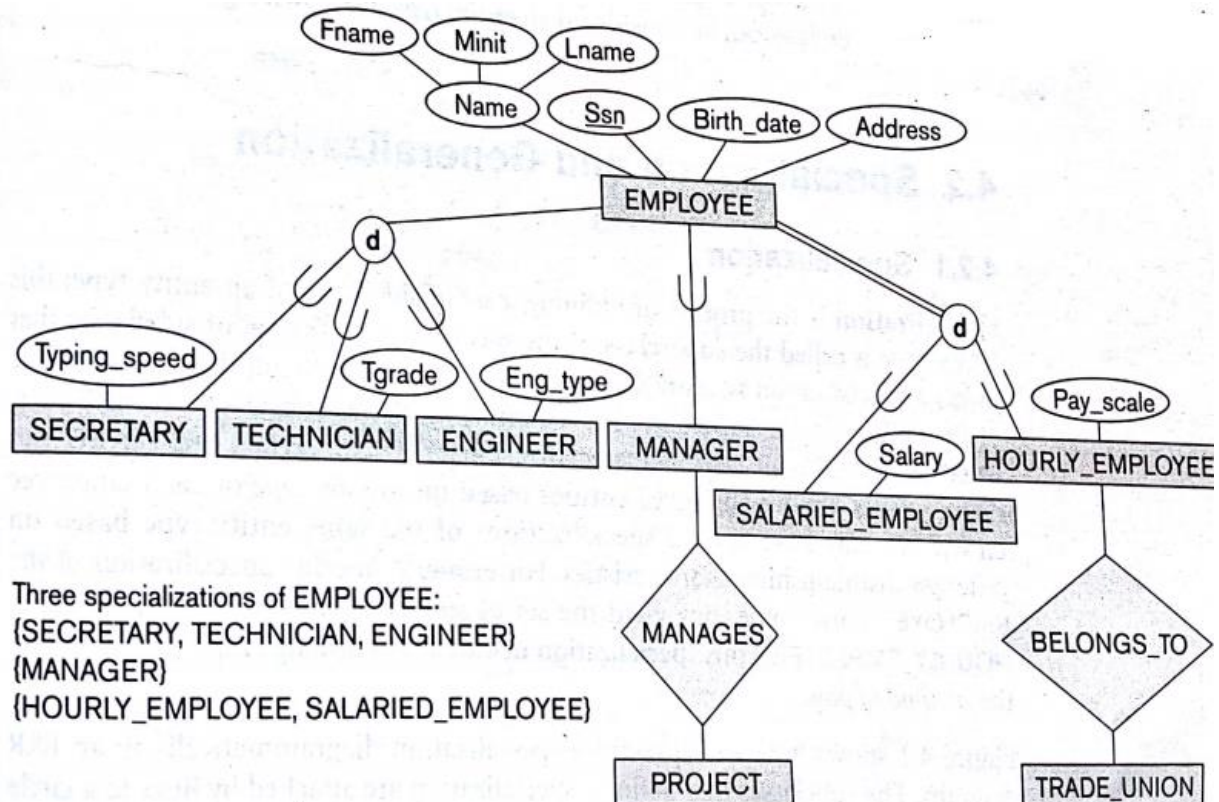 Fname Minit Lname
Name Ssn Birth_date Address
EMPLOYEE
d
d
Typing_speed Tgrade Eng_type Pay_scale
SECRETARY TECHNICIAN ENGINEER MANAGER Salary HOURLY_EMPLOYEE
SALARIED_EMPLOYEE
Three specializations of EMPLOYEE:
{SECRETARY, TECHNICIAN, ENGINEER}
{MANAGER}
{HOURLY_EMPLOYEE, SALARIED_EMPLOYEE}
MANAGES BELONGS_TO
PROJECT TRADE_UNION